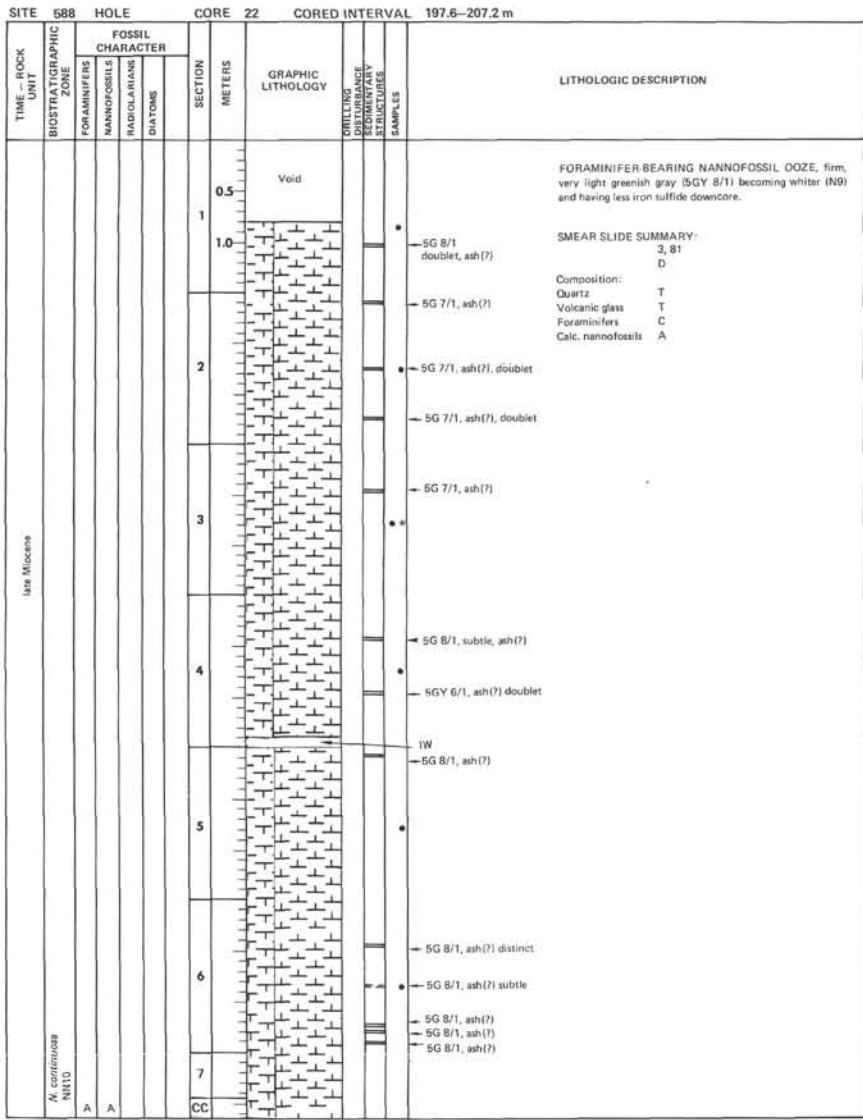 SITE 588 HOLE CORE 22 CORED INTERVAL 197.6–207.2 m
TIME – ROCK UNIT
BIOSTRATIGRAPHIC ZONE
FOSSIL CHARACTER
FORAMINIFERS
NANNOFOSSILS
RADIOLARIANS
DIATOMS
SECTION
METERS
GRAPHIC LITHOLOGY
DRILLING DISTURBANCE
SEDIMENTARY STRUCTURES
SAMPLES
LITHOLOGIC DESCRIPTION
late Miocene
N. continuosa
NN10
A A
1
2
3
4
5
6
7
CC
0.5
1.0
Void
5G 8/1
doublet, ash(?)
5G 7/1, ash(?)
5G 7/1, ash(?), doublet
5G 7/1, ash(?), doublet
5G 7/1, ash(?)
5G 8/1, subtle, ash(?)
5GY 6/1, ash(?) doublet
IW
5G 8/1, ash(?)
5G 8/1, ash(?) distinct
5G 8/1, ash(?) subtle
5G 8/1, ash(?)
5G 8/1, ash(?)
5G 8/1, ash(?)
FORAMINIFER-BEARING NANNOFOSSIL OOZE, firm,
very light greenish gray (5GY 8/1) becoming whiter (N9)
and having less iron sulfide downcore.
SMEAR SLIDE SUMMARY:
3, 81
D
Composition:
Quartz T
Volcanic glass T
Foraminifers C
Calc. nannofossils A